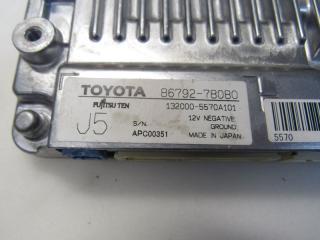 TOYOTA 86792-7B0B0
FUJITSU TEN 132000-5570A101
J5 12V NEGATIVE GROUND
S/N. APC00351 MADE IN JAPAN
5570